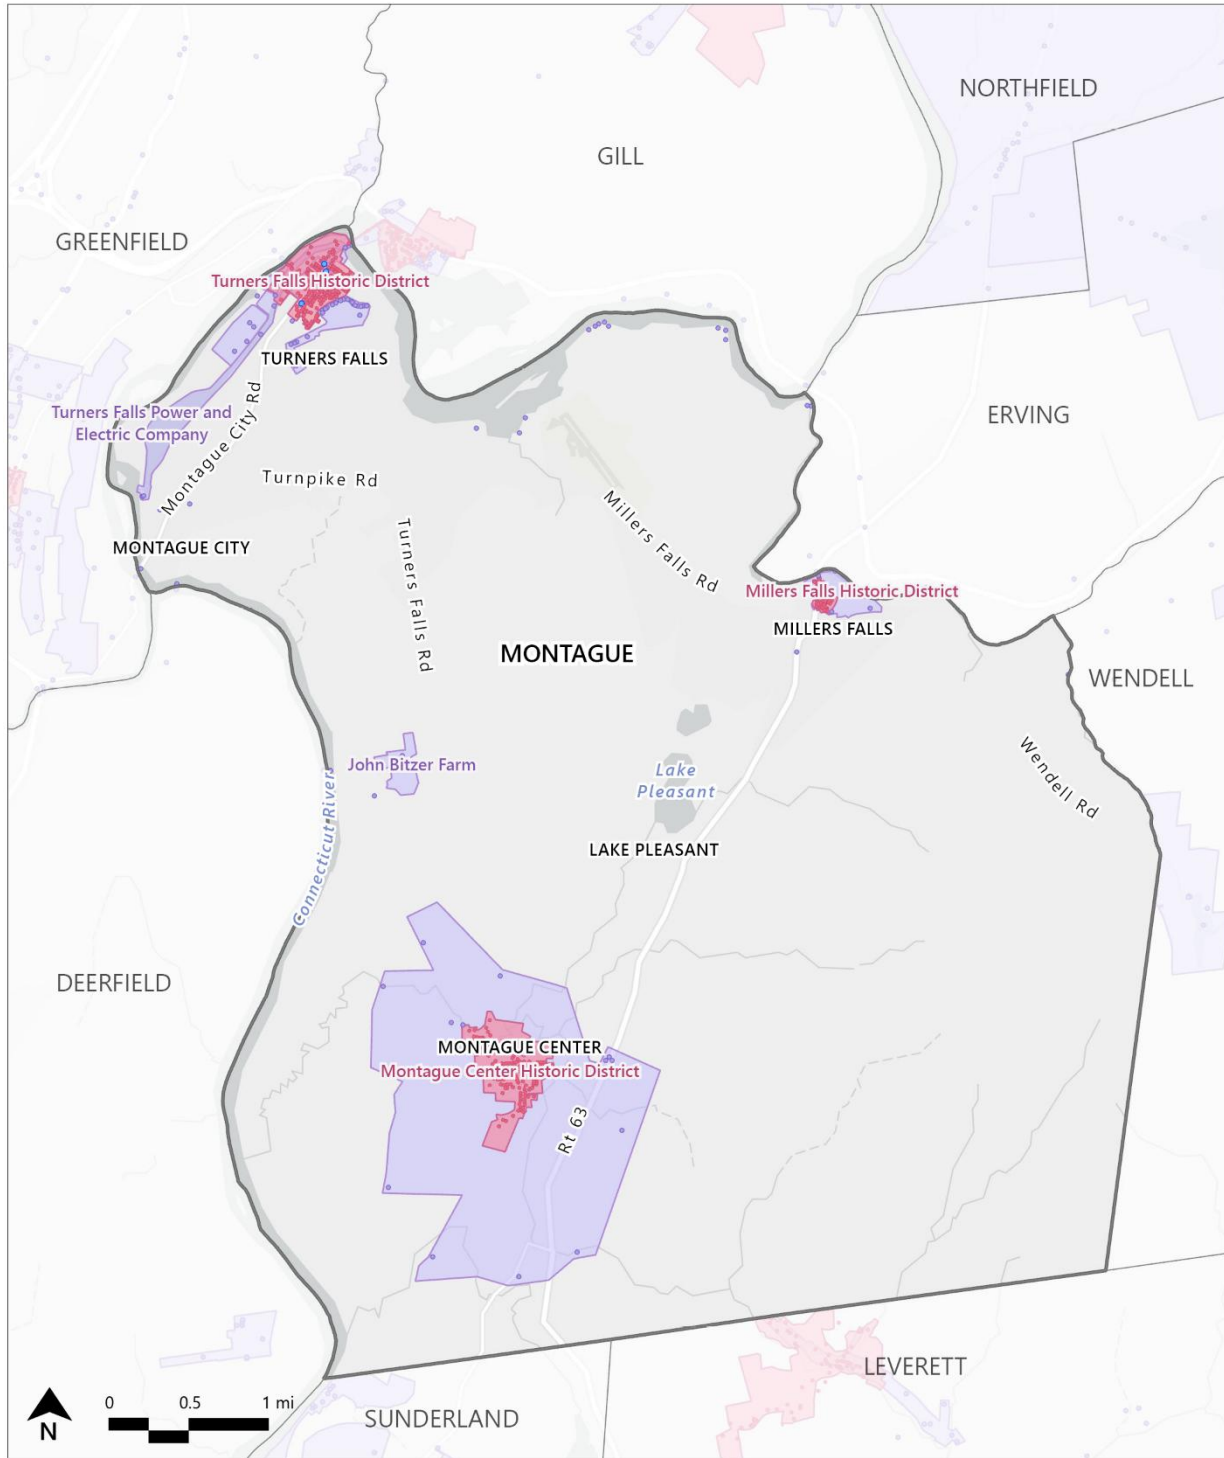 NORTHFIELD
GILL
GREENFIELD
Turners Falls Historic District
TURNERS FALLS
Turners Falls Power and
Electric Company
Montague City Rd
ERVING
Turnpike Rd
Millers Falls Rd
Turners Falls Rd
MONTAGUE CITY
Millers Falls Historic District
MILLERS FALLS
MONTAGUE
WENDELL
Wendell Rd
John Bitzer Farm
Lake
Pleasant
Connecticut River
LAKE PLEASANT
DEERFIELD
MONTAGUE CENTER
Montague Center Historic District
Rt 63
LEVERETT
SUNDERLAND
N
0 0.5 1 mi